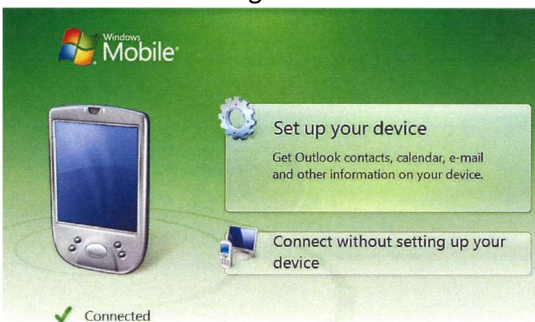 Windows
Mobile®
Set up your device
Get Outlook contacts, calendar, e-mail
and other information on your device.
Connect without setting up your
device
Connected